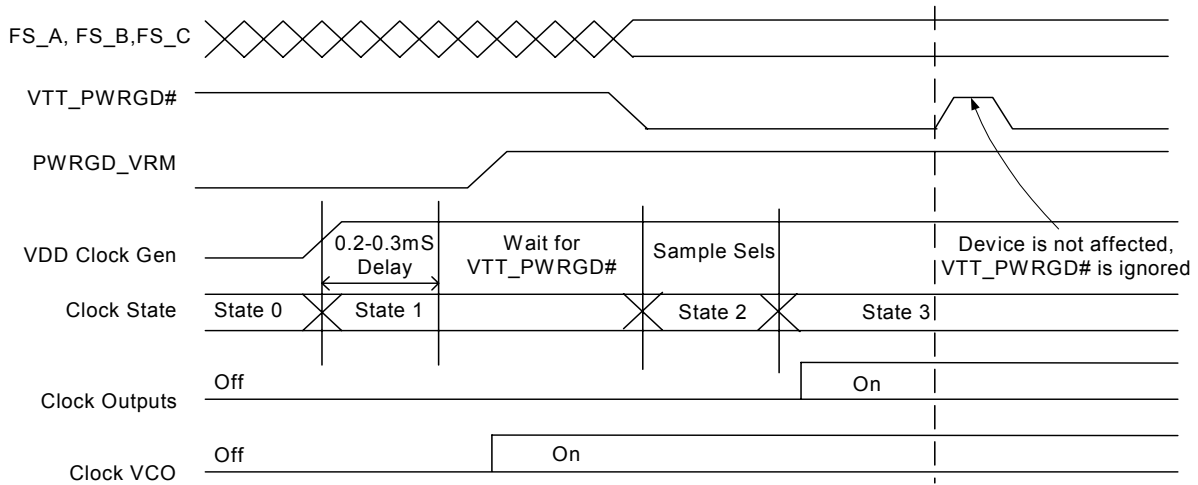 FS_A, FS_B,FS_C
VTT_PWRGD#
PWRGD_VRM
VDD Clock Gen
0.2-0.3mS
Delay
Wait for
VTT_PWRGD#
Sample Sels
Device is not affected,
VTT_PWRGD# is ignored
Clock State
State 0
State 1
State 2
State 3
Clock Outputs
Off
On
Clock VCO
Off
On